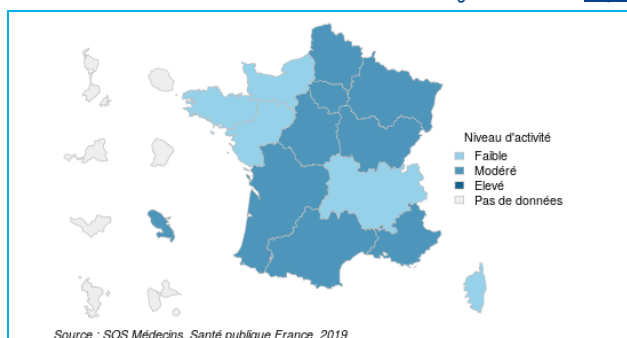 Niveau d'activité
Faible
Modéré
Elevé
Pas de données
Source : SOS Médecins, Santé publique France, 2019